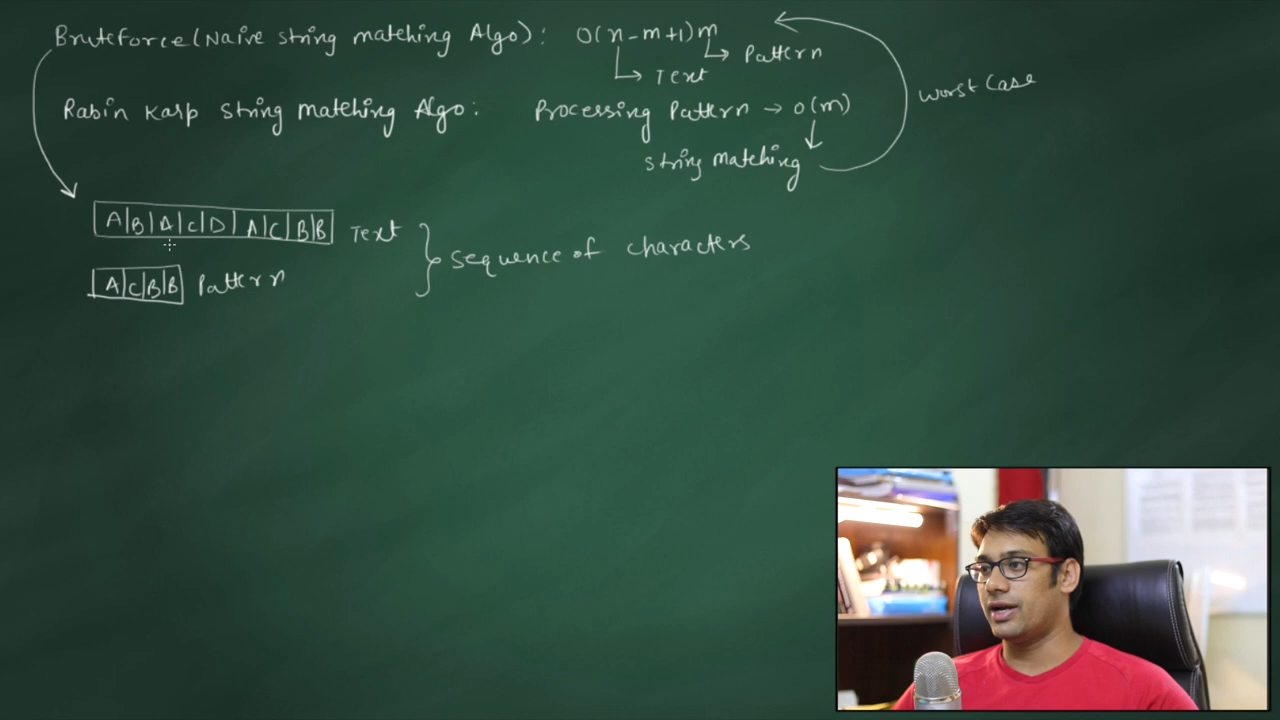 Bruteforce(Naive string matching Algo): O(n-m+1)m
Pattern
Text
Rabin Karp string matching Algo: Processing Pattern → O(m)
worst case
string matching
A|B|A|C|D|A|C|B|B Text
sequence of characters
A|C|B|B Pattern